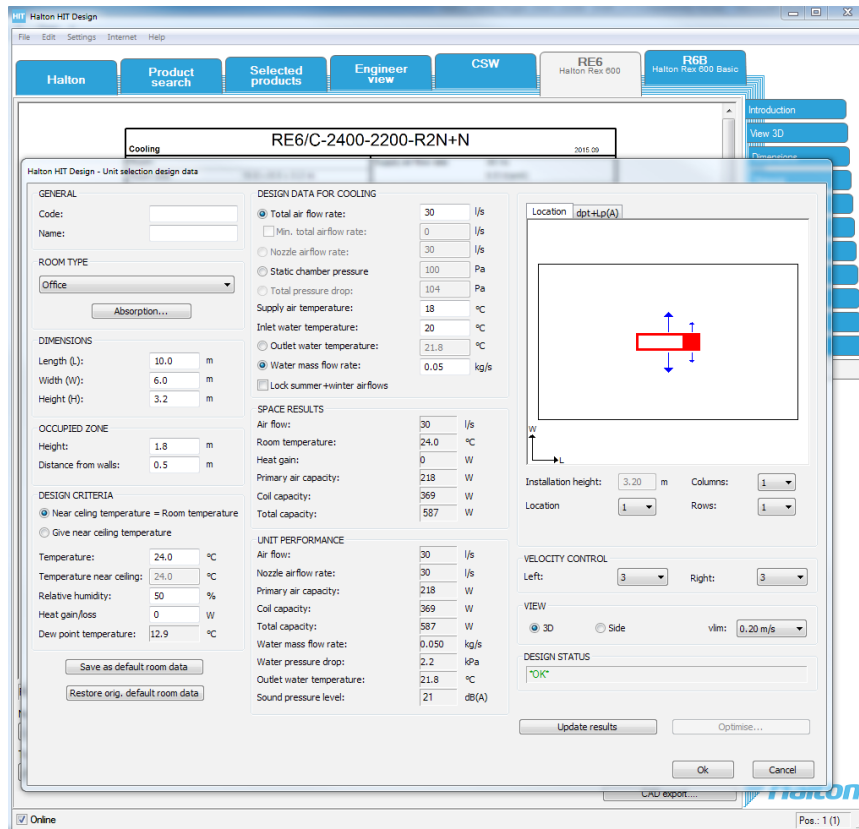 HIT Halton HIT Design
File Edit Settings Internet Help
Halton
Product search
Selected products
Engineer view
CSW
RE6
Halton Rex 600
R6B
Halton Rex 600 Basic
Introduction
View 3D
Dimensions
Cooling
RE6/C-2400-2200-R2N+N
2015.09
Halton HIT Design - Unit selection design data
GENERAL
Code:
Name:
ROOM TYPE
Office
Absorption...
DIMENSIONS
Length (L): 10.0 m
Width (W): 6.0 m
Height (H): 3.2 m
OCCUPIED ZONE
Height: 1.8 m
Distance from walls: 0.5 m
DESIGN CRITERIA
Near celing temperature = Room temperature
Give near ceiling temperature
Temperature: 24.0 ºC
Temperature near ceiling: 24.0 ºC
Relative humidity: 50 %
Heat gain/loss 0 W
Dew point temperature: 12.9 ºC
Save as default room data
Restore orig. default room data
DESIGN DATA FOR COOLING
Total air flow rate: 30 l/s
Min. total airflow rate: 0 l/s
Nozzle airflow rate: 30 l/s
Static chamber pressure 100 Pa
Total pressure drop: 104 Pa
Supply air temperature: 18 ºC
Inlet water temperature: 20 ºC
Outlet water temperature: 21.8 ºC
Water mass flow rate: 0.05 kg/s
Lock summer+winter airflows
SPACE RESULTS
Air flow: 30 l/s
Room temperature: 24.0 ºC
Heat gain: 0 W
Primary air capacity: 218 W
Coil capacity: 369 W
Total capacity: 587 W
UNIT PERFORMANCE
Air flow: 30 l/s
Nozzle airflow rate: 30 l/s
Primary air capacity: 218 W
Coil capacity: 369 W
Total capacity: 587 W
Water mass flow rate: 0.050 kg/s
Water pressure drop: 2.2 kPa
Outlet water temperature: 21.8 ºC
Sound pressure level: 21 dB(A)
Location dpt+Lp(A)
W
L
Installation height: 3.20 m Columns: 1
Location 1 Rows: 1
VELOCITY CONTROL
Left: 3 Right: 3
VIEW
3D Side vlim: 0.20 m/s
DESIGN STATUS
"OK"
Update results Optimise...
Ok Cancel
CAD export....
Halton
Online
Pos.: 1 (1)